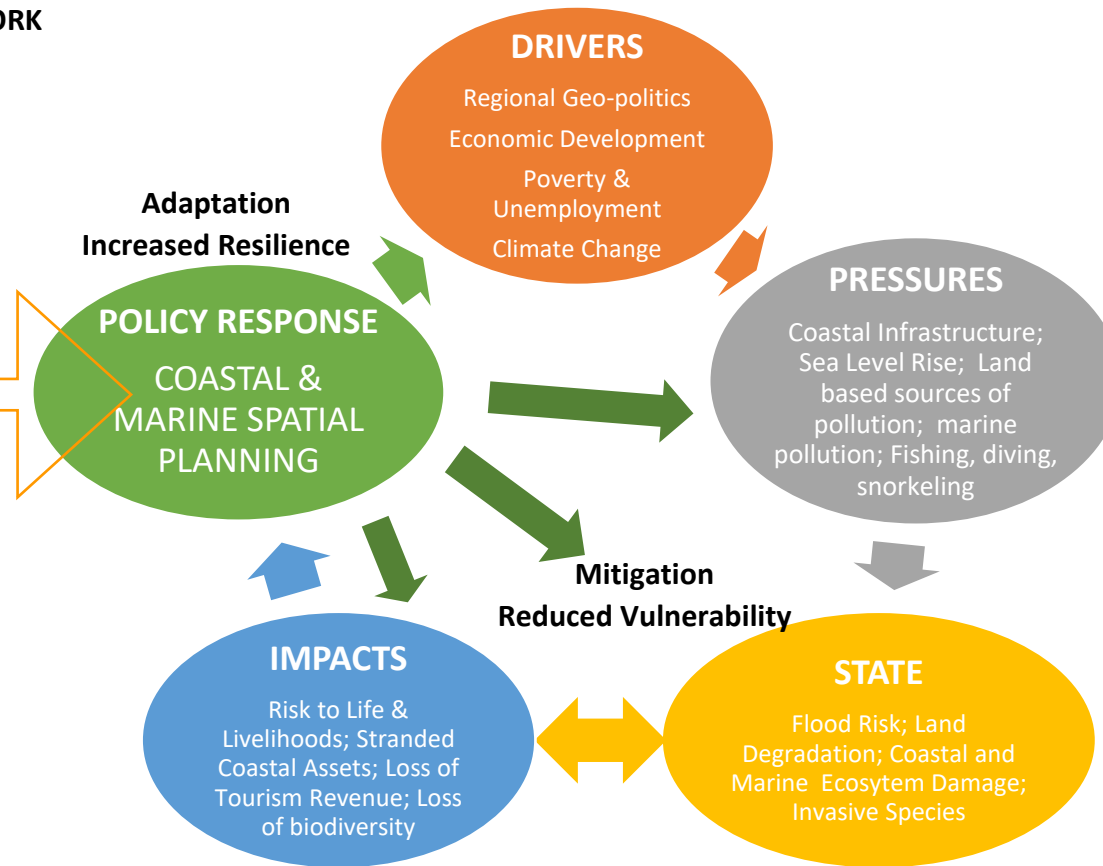 ORK
DRIVERS
Regional Geo-politics
Economic Development
Poverty &
Unemployment
Climate Change
Adaptation
Increased Resilience
POLICY RESPONSE
COASTAL &
MARINE SPATIAL
PLANNING
PRESSURES
Coastal Infrastructure;
Sea Level Rise; Land
based sources of
pollution; marine
pollution; Fishing, diving,
snorkeling
Mitigation
Reduced Vulnerability
IMPACTS
Risk to Life &
Livelihoods; Stranded
Coastal Assets; Loss of
Tourism Revenue; Loss
of biodiversity
STATE
Flood Risk; Land
Degradation; Coastal and
Marine Ecosytem Damage;
Invasive Species